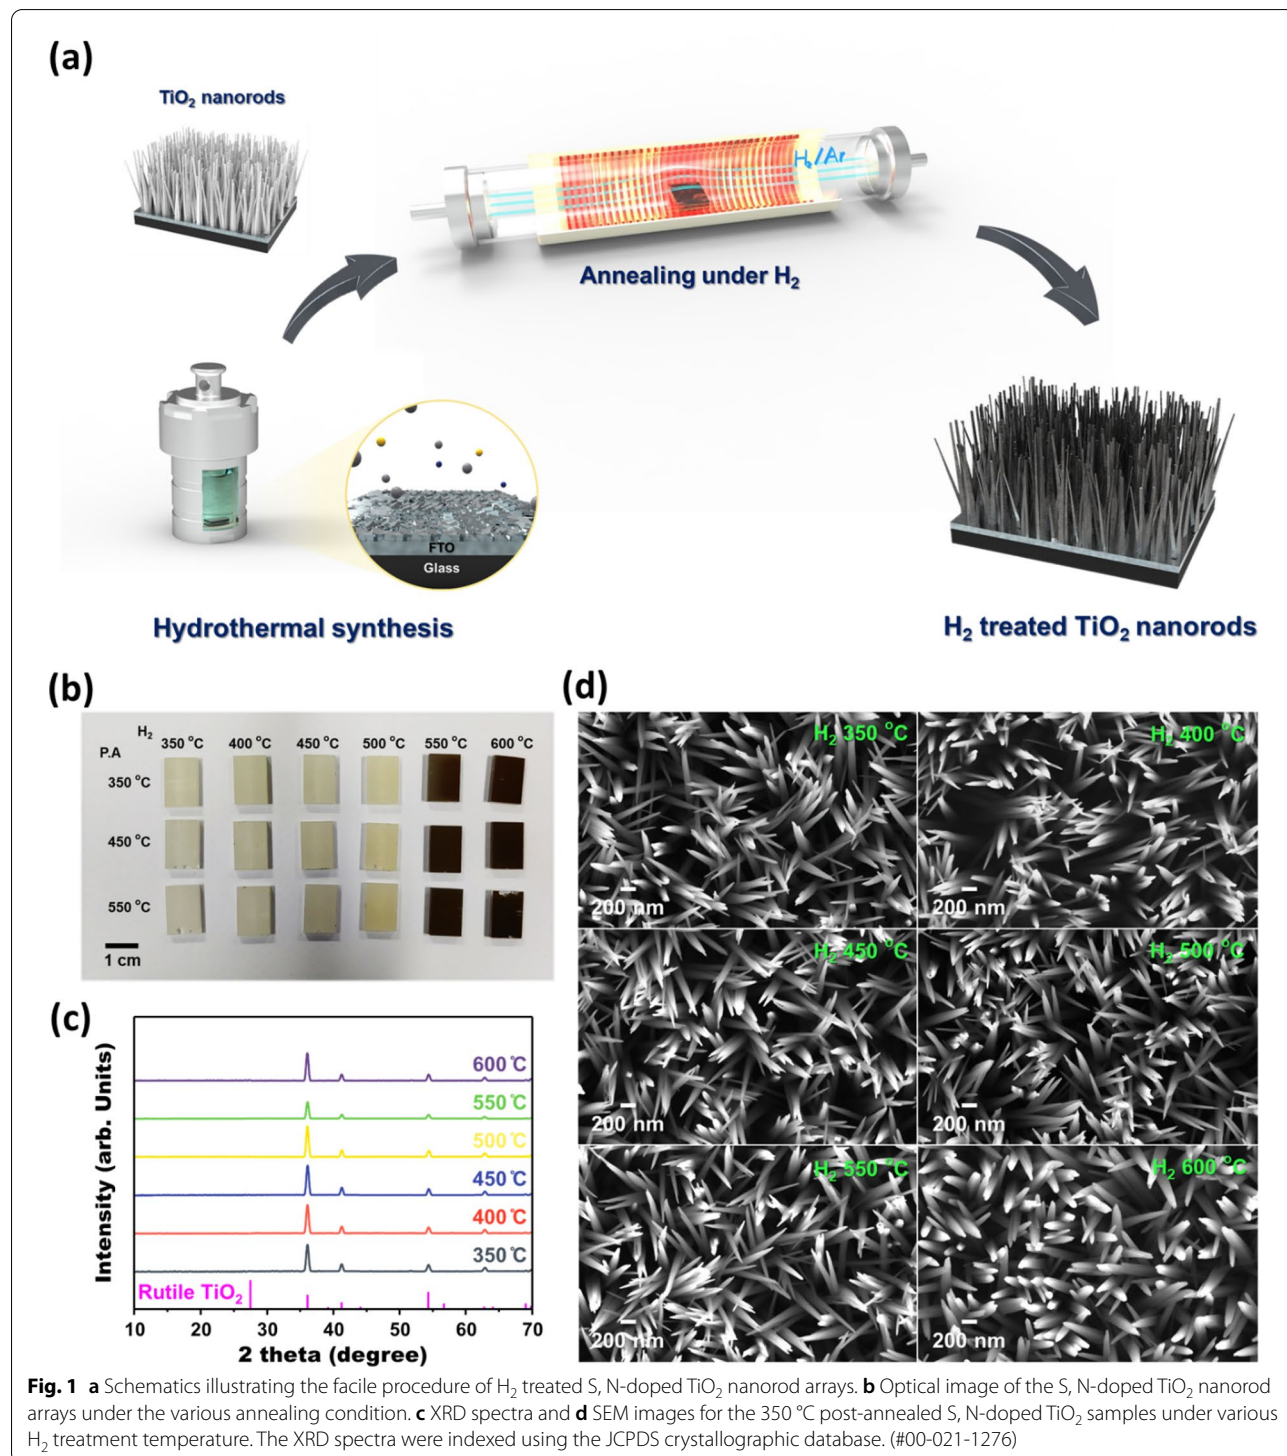 (a)
TiO₂ nanorods
H₂/Ar
Annealing under H₂
FTO
Glass
Hydrothermal synthesis
H₂ treated TiO₂ nanorods
(b)
H₂
P.A
350 °C 400 °C 450 °C 500 °C 550 °C 600 °C
350 °C
450 °C
550 °C
1 cm
(c)
Intensity (arb. Units)
600℃
550℃
500℃
450℃
400℃
350℃
Rutile TiO₂
10 20 30 40 50 60 70
2 theta (degree)
(d)
H₂ 350 °C
200 nm
H₂ 400 °C
200 nm
H₂ 450 °C
200 nm
H₂ 500 °C
200 nm
H₂ 550 °C
200 nm
H₂ 600 °C
200 nm
Fig. 1 a Schematics illustrating the facile procedure of H₂ treated S, N-doped TiO₂ nanorod arrays. b Optical image of the S, N-doped TiO₂ nanorod
arrays under the various annealing condition. c XRD spectra and d SEM images for the 350 °C post-annealed S, N-doped TiO₂ samples under various
H₂ treatment temperature. The XRD spectra were indexed using the JCPDS crystallographic database. (#00-021-1276)